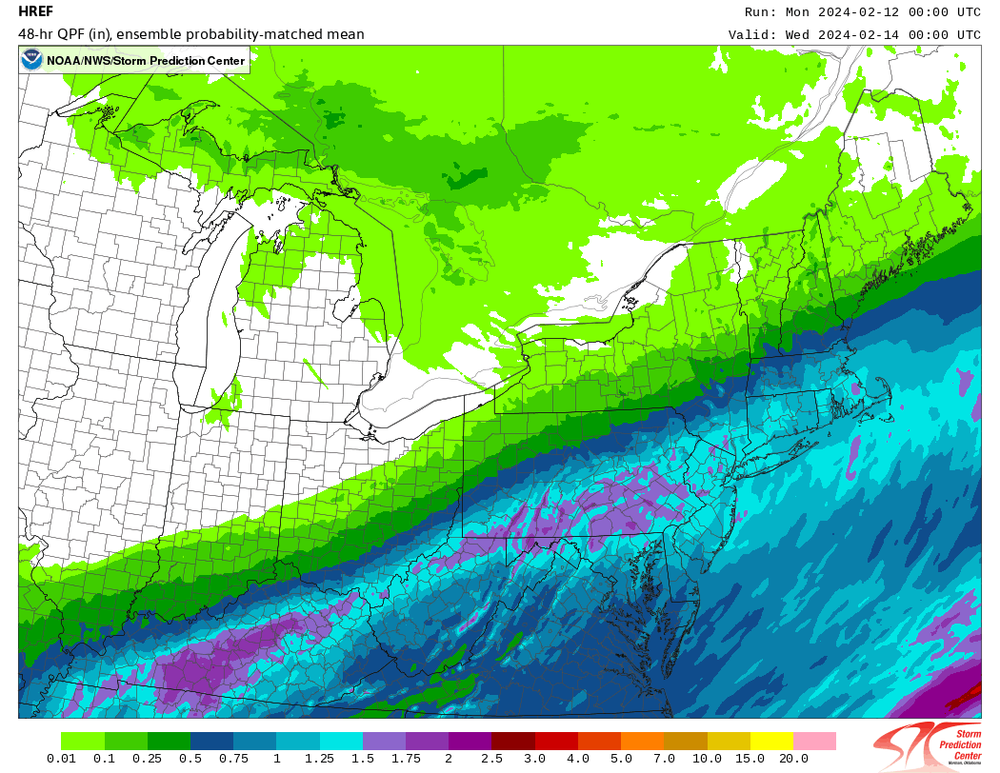 HREF
Run: Mon 2024-02-12 00:00 UTC
48-hr QPF (in), ensemble probability-matched mean
Valid: Wed 2024-02-14 00:00 UTC
NOAA/NWS/Storm Prediction Center
0.01 0.1 0.25 0.5 0.75 1 1.25 1.5 1.75 2 2.5 3.0 4.0 5.0 7.0 10.0 15.0 20.0
Storm
Prediction
Center
Norman, Oklahoma